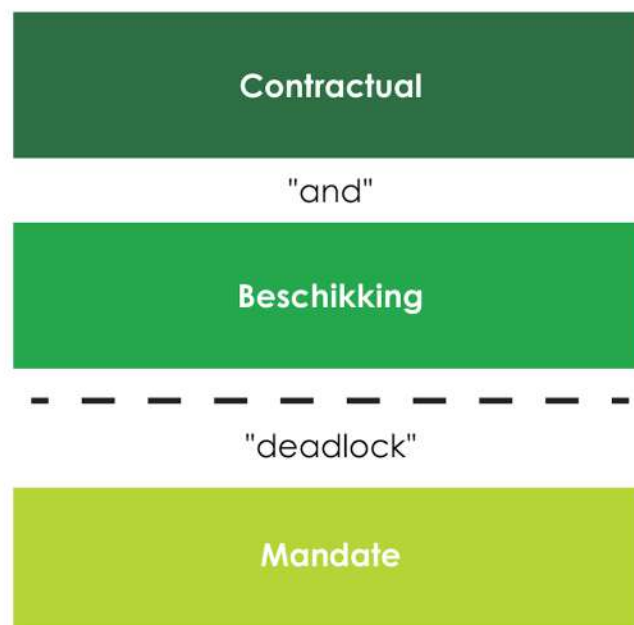 Contractual
"and"
Beschikking
"deadlock"
Mandate